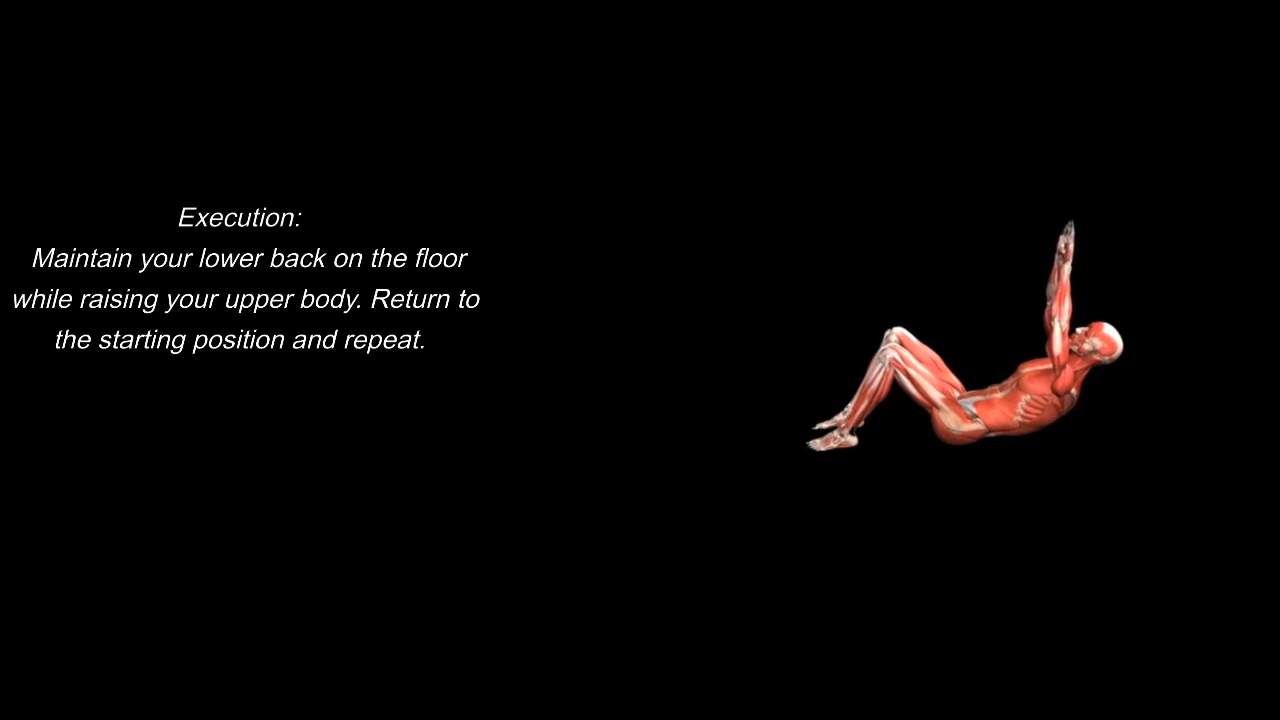 Execution:
Maintain your lower back on the floor
while raising your upper body. Return to
the starting position and repeat.